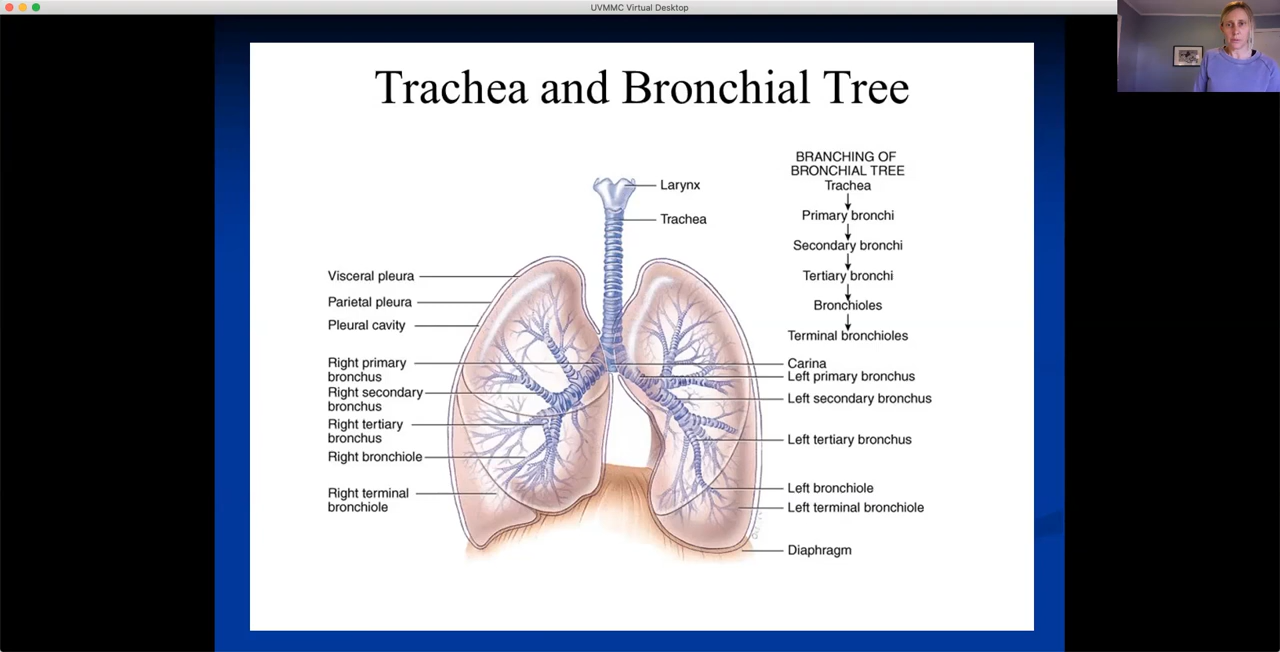 UVMMC Virtual Desktop
Trachea and Bronchial Tree
BRANCHING OF
BRONCHIAL TREE
Trachea
Primary bronchi
Secondary bronchi
Tertiary bronchi
Bronchioles
Terminal bronchioles
Larynx
Trachea
Visceral pleura
Parietal pleura
Pleural cavity
Right primary
bronchus
Right secondary
bronchus
Right tertiary
bronchus
Right bronchiole
Right terminal
bronchiole
Carina
Left primary bronchus
Left secondary bronchus
Left tertiary bronchus
Left bronchiole
Left terminal bronchiole
Diaphragm